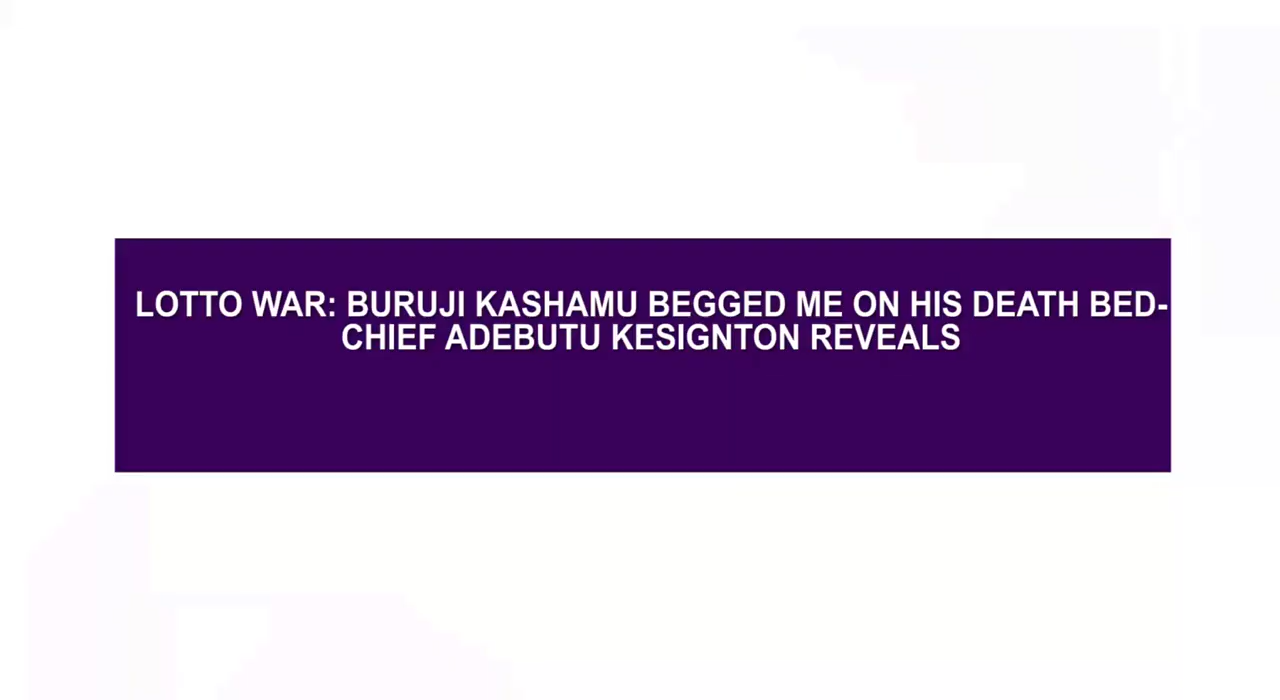 LOTTO WAR: BURUJI KASHAMU BEGGED ME ON HIS DEATH BED-
CHIEF ADEBUTU KESIGNTON REVEALS